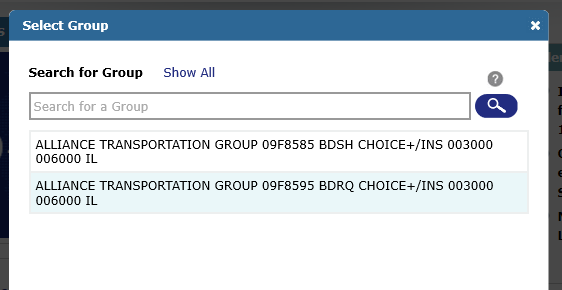 Select Group
Search for Group Show All
Search for a Group
ALLIANCE TRANSPORTATION GROUP 09F8585 BDSH CHOICE+/INS 003000
006000 IL
ALLIANCE TRANSPORTATION GROUP 09F8595 BDRQ CHOICE+/INS 003000
006000 IL